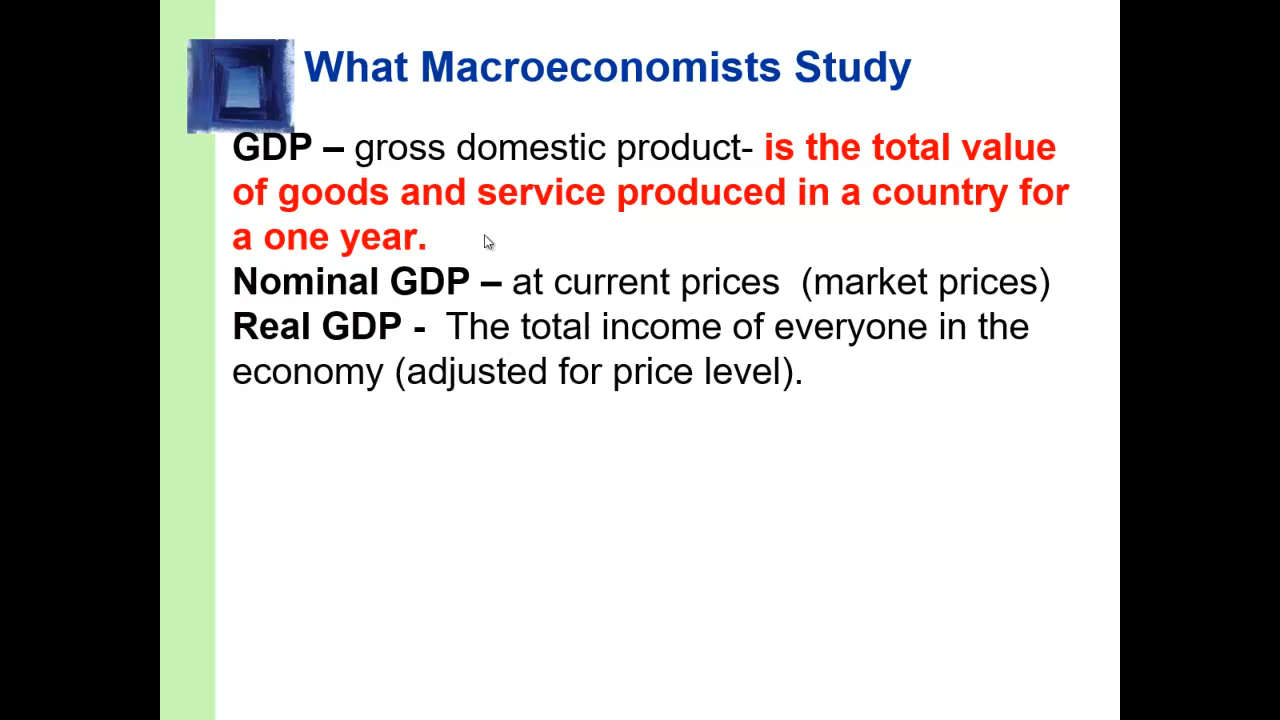 What Macroeconomists Study
GDP – gross domestic product- is the total value
of goods and service produced in a country for
a one year.
Nominal GDP – at current prices  (market prices)
Real GDP -  The total income of everyone in the
economy (adjusted for price level).